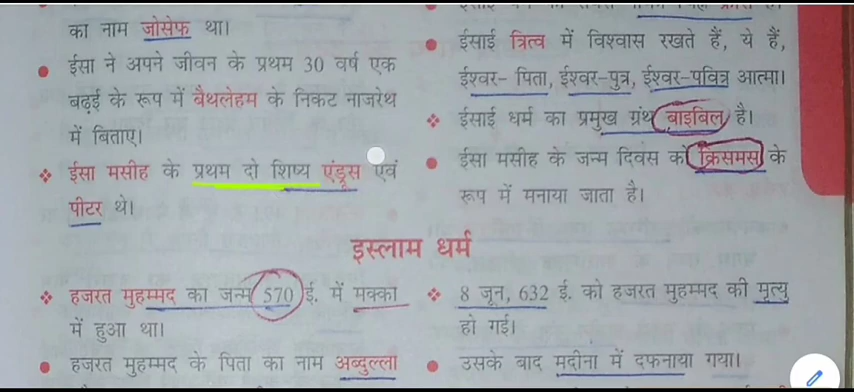 का नाम जोसेफ था।
ईसा ने अपने जीवन के प्रथम 30 वर्ष एक
बढ़ई के रूप में बैथलेहम के निकट नाजरेथ
में बिताए।
ईसा मसीह के प्रथम दो शिष्य एंड्रूस एवं
पीटर थे।
ईसाई त्रित्व में विश्वास रखते हैं, ये हैं,
ईश्वर- पिता, ईश्वर-पुत्र, ईश्वर-पवित्र आत्मा।
ईसाई धर्म का प्रमुख ग्रंथ बाइबिल है।
ईसा मसीह के जन्म दिवस को क्रिसमस के
रूप में मनाया जाता है।
इस्लाम धर्म
हजरत मुहम्मद का जन्म 570 ई. में मक्का
में हुआ था।
हजरत मुहम्मद के पिता का नाम अब्दुल्ला
8 जून, 632 ई. को हजरत मुहम्मद की मृत्यु
हो गई।
उसके बाद मदीना में दफनाया गया।